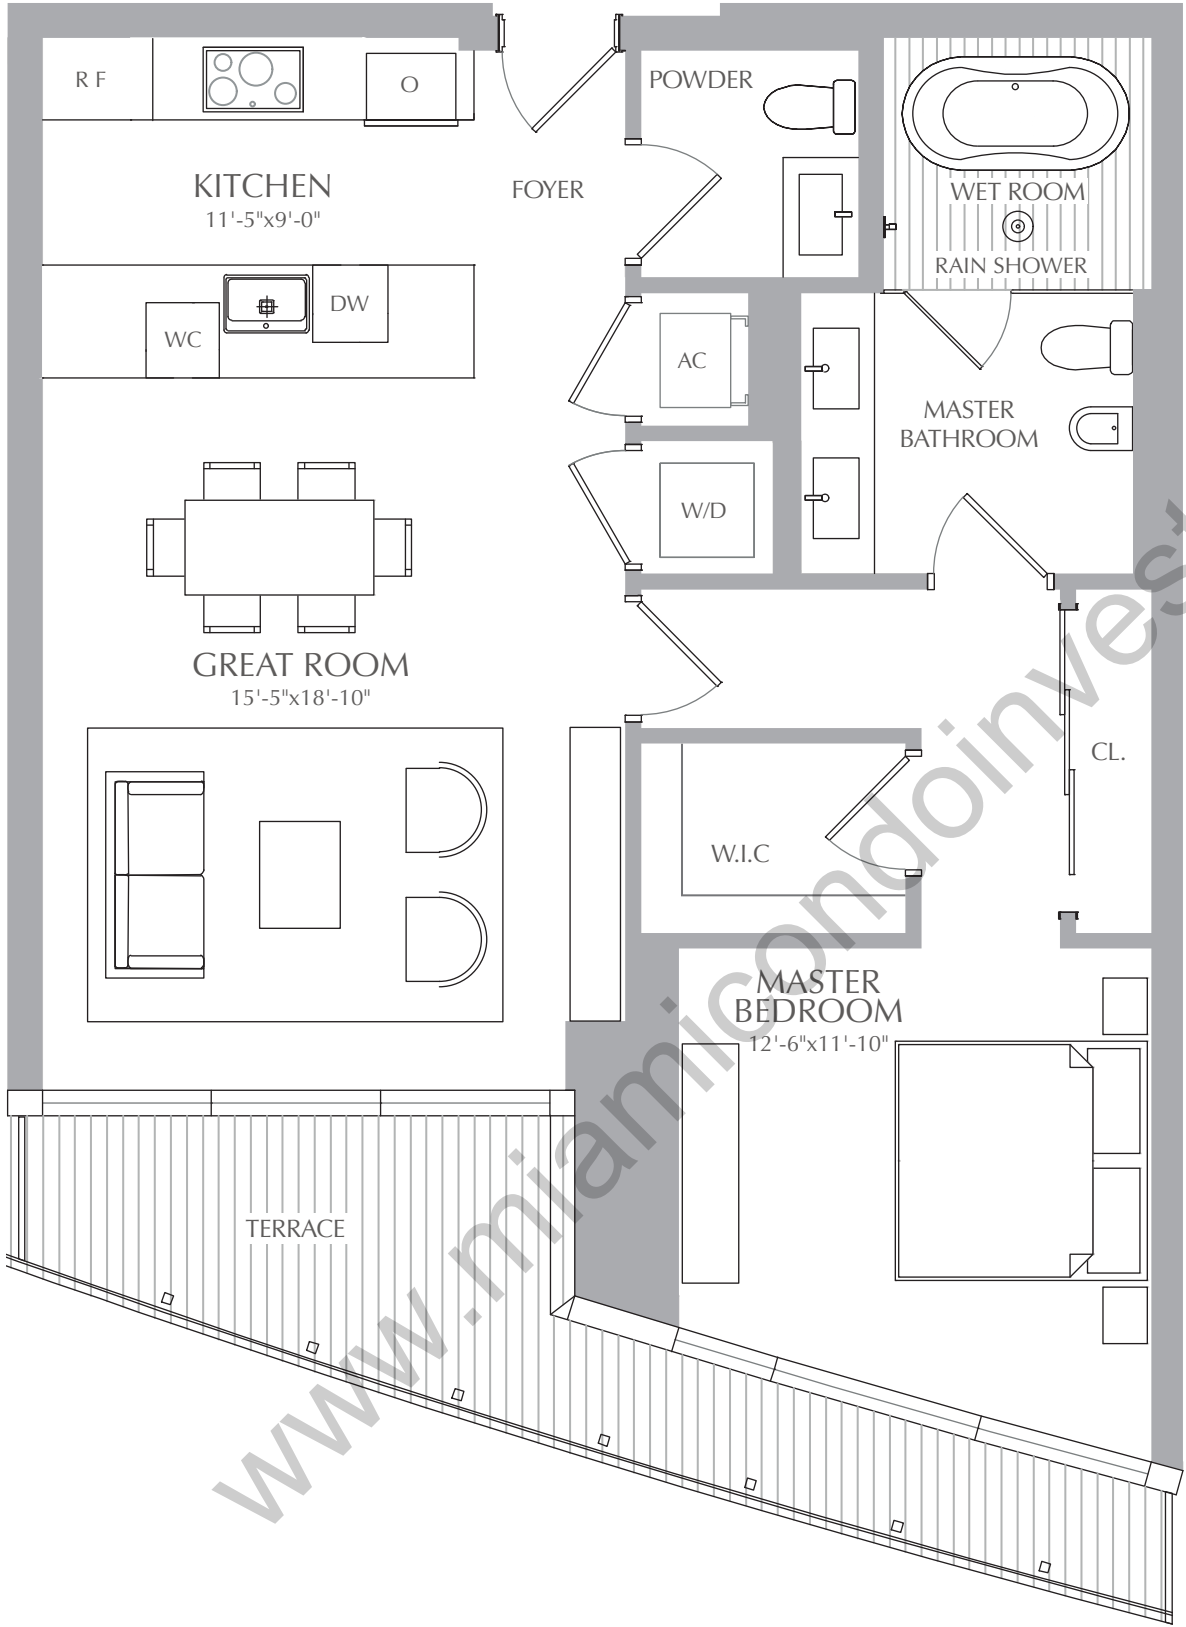 R F
O
POWDER
KITCHEN
11'-5"x9'-0"
FOYER
WET ROOM
RAIN SHOWER
WC
DW
AC
MASTER
BATHROOM
W/D
GREAT ROOM
15'-5"x18'-10"
CL.
W.I.C
MASTER
BEDROOM
12'-6"x11'-10"
TERRACE
www.miamicondoinvest